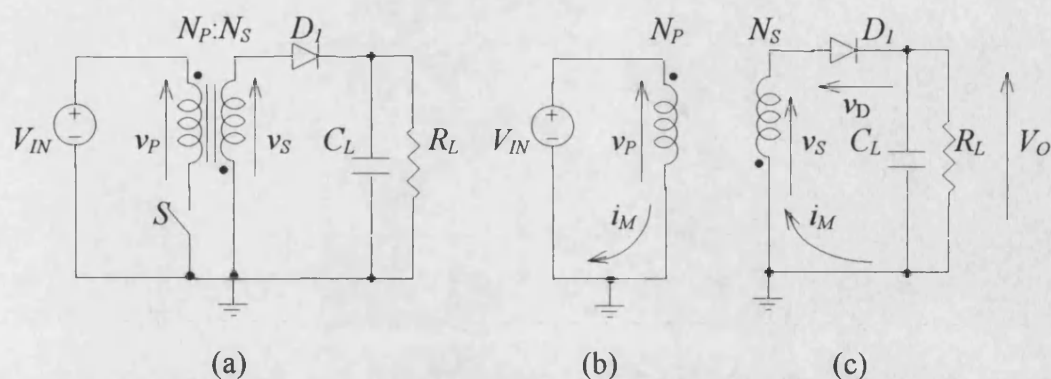 N_P:N_S D_1
V_IN + − v_P v_S C_L R_L
S
(a)
N_P
V_IN + − v_P
i_M
(b)
N_S D_1
v_D
v_S C_L R_L V_O
i_M
(c)